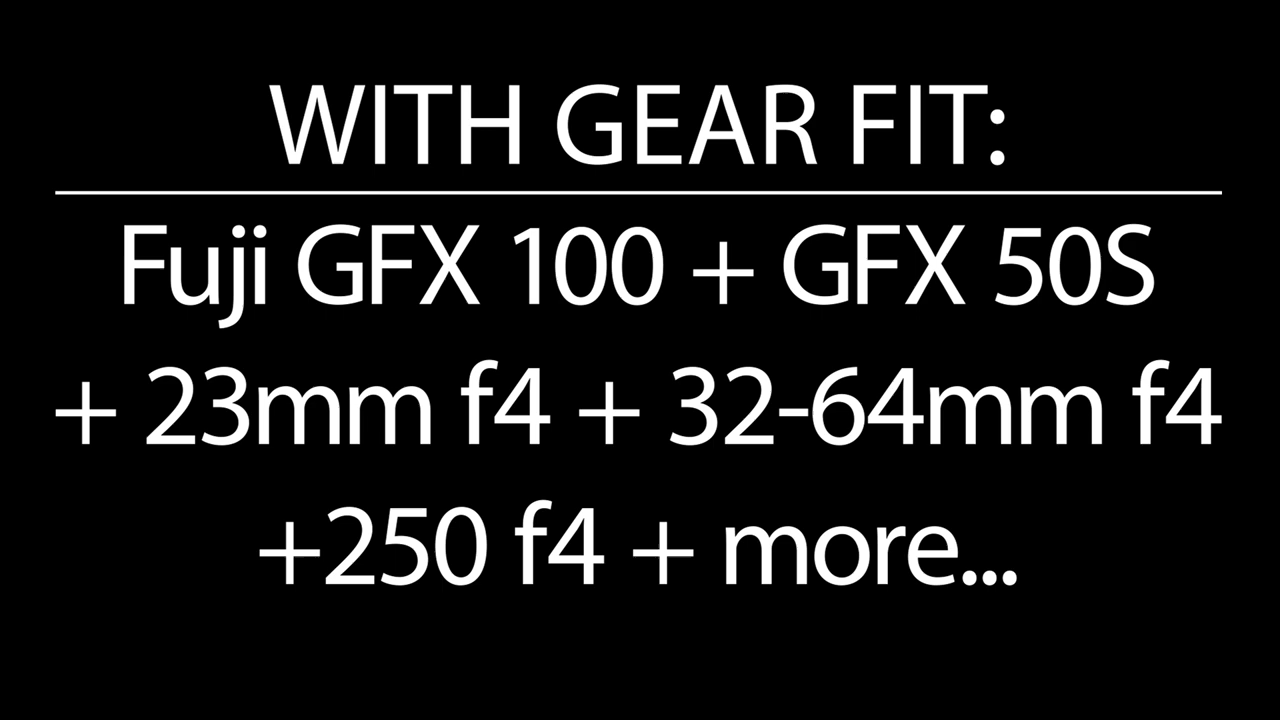 WITH GEAR FIT:
Fuji GFX 100 + GFX 50S
+ 23mm f4 + 32-64mm f4
+250 f4 + more...